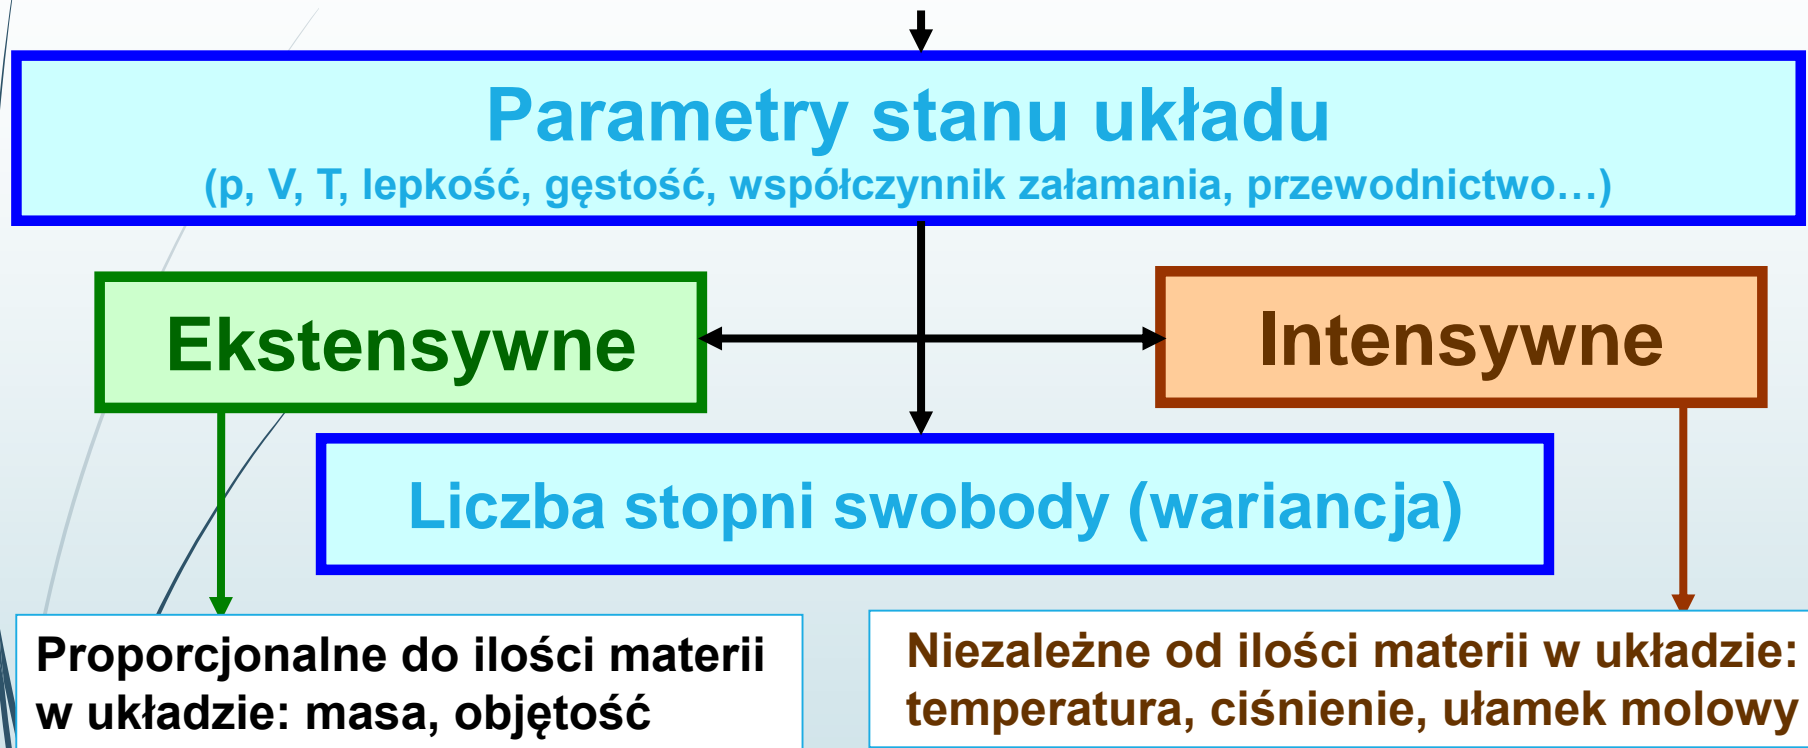 Parametry stanu układu
(p, V, T, lepkość, gęstość, współczynnik załamania, przewodnictwo…)
Ekstensywne
Intensywne
Liczba stopni swobody (wariancja)
Proporcjonalne do ilości materii
w układzie: masa, objętość
Niezależne od ilości materii w układzie:
temperatura, ciśnienie, ułamek molowy